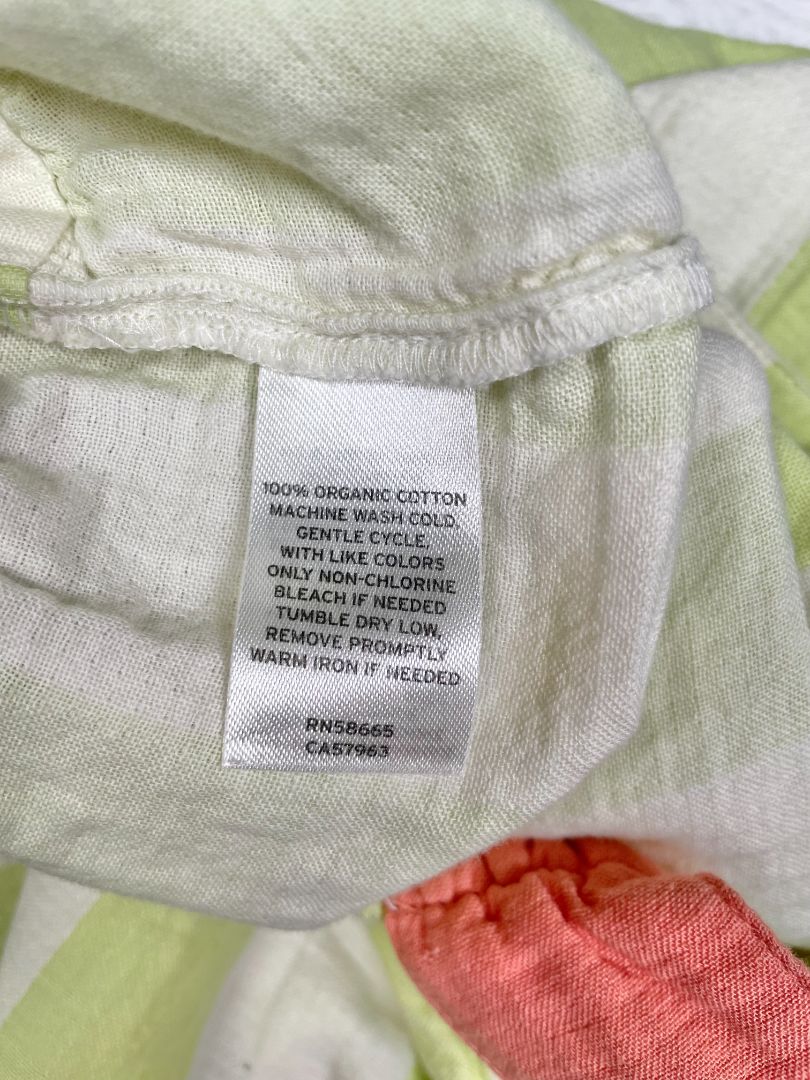 100% ORGANIC COTTON
MACHINE WASH COLD,
GENTLE CYCLE,
WITH LIKE COLORS
ONLY NON-CHLORINE
BLEACH IF NEEDED
TUMBLE DRY LOW,
REMOVE PROMPTLY
WARM IRON IF NEEDED
RN58665
CA57963